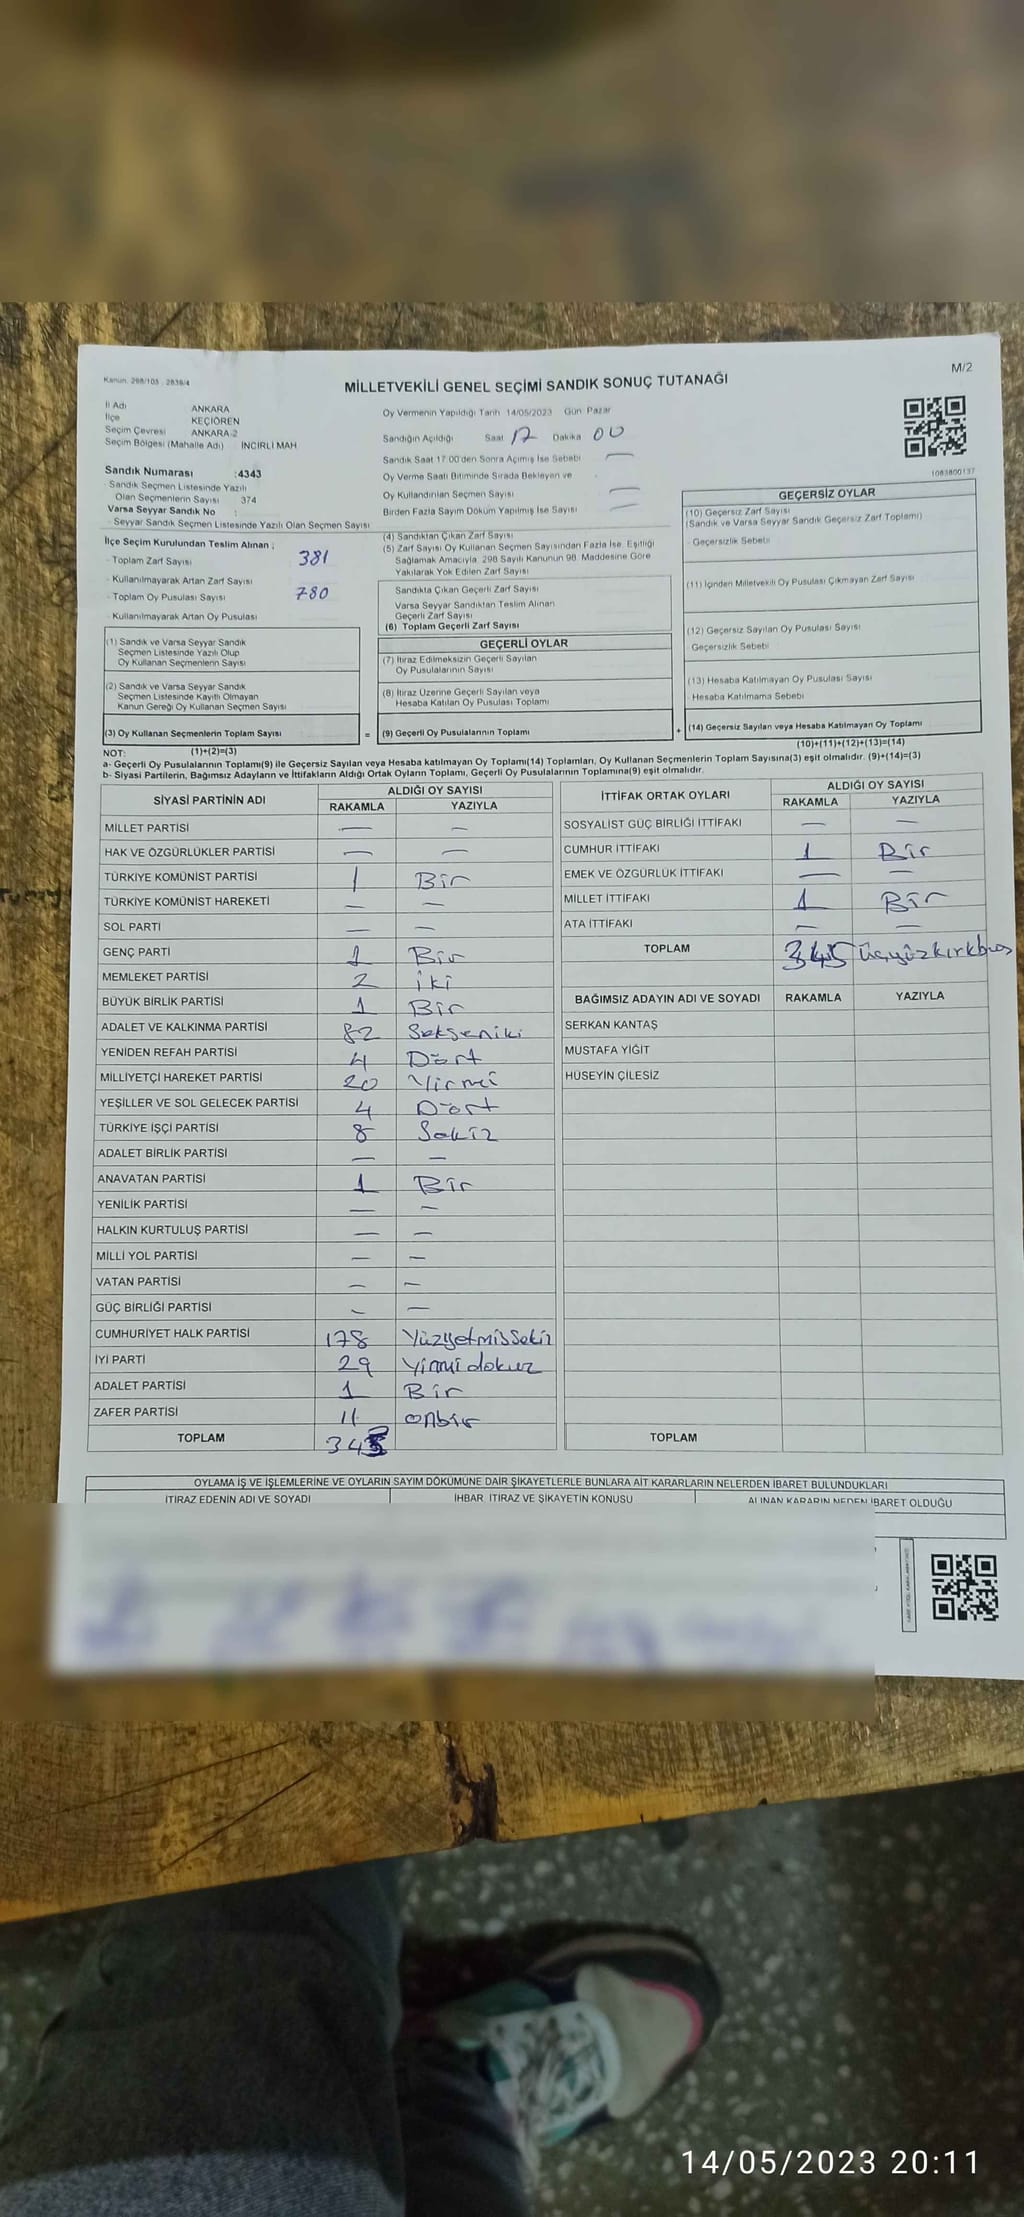 Kanun: 298/105 - 2839/4
MİLLETVEKİLİ GENEL SEÇİMİ SANDIK SONUÇ TUTANAĞI
M/2
İl Adı ANKARA
İlçe KEÇİÖREN
Seçim Çevresi ANKARA-2
Seçim Bölgesi (Mahalle Adı) İNCİRLİ MAH
Sandık Numarası :4343
- Sandık Seçmen Listesinde Yazılı
Olan Seçmenlerin Sayısı 374
Varsa Seyyar Sandık No :
- Seyyar Sandık Seçmen Listesinde Yazılı Olan Seçmen Sayısı
Oy Vermenin Yapıldığı Tarih 14/05/2023 Gün Pazar
Sandığın Açıldığı Saat 17 Dakika 00
Sandık Saat 17:00'den Sonra Açılmış İse Sebebi —
Oy Verme Saati Bitiminde Sırada Bekleyen ve
Oy Kullandırılan Seçmen Sayısı —
Birden Fazla Sayım Döküm Yapılmış İse Sayısı —
1083800137
İlçe Seçim Kurulundan Teslim Alınan ;
- Toplam Zarf Sayısı 381
- Kullanılmayarak Artan Zarf Sayısı
- Toplam Oy Pusulası Sayısı 780
- Kullanılmayarak Artan Oy Pusulası
(1) Sandık ve Varsa Seyyar Sandık
Seçmen Listesinde Yazılı Olup
Oy Kullanan Seçmenlerin Sayısı
(2) Sandık ve Varsa Seyyar Sandık
Seçmen Listesinde Kayıtlı Olmayan
Kanun Gereği Oy Kullanan Seçmen Sayısı
(3) Oy Kullanan Seçmenlerin Toplam Sayısı
(1)+(2)=(3)
(4) Sandıktan Çıkan Zarf Sayısı
(5) Zarf Sayısı Oy Kullanan Seçmen Sayısından Fazla İse, Eşitliği
Sağlamak Amacıyla, 298 Sayılı Kanunun 98. Maddesine Göre
Yakılarak Yok Edilen Zarf Sayısı
Sandıkta Çıkan Geçerli Zarf Sayısı
Varsa Seyyar Sandıktan Teslim Alınan
Geçerli Zarf Sayısı
(6) Toplam Geçerli Zarf Sayısı
GEÇERLİ OYLAR
(7) İtiraz Edilmeksizin Geçerli Sayılan
Oy Pusulalarının Sayısı
(8) İtiraz Üzerine Geçerli Sayılan veya
Hesaba Katılan Oy Pusulası Toplamı
= (9) Geçerli Oy Pusulalarının Toplamı
GEÇERSİZ OYLAR
(10) Geçersiz Zarf Sayısı
(Sandık ve Varsa Seyyar Sandık Geçersiz Zarf Toplamı)
- Geçersizlik Sebebi
(11) İçinden Milletvekili Oy Pusulası Çıkmayan Zarf Sayısı
(12) Geçersiz Sayılan Oy Pusulası Sayısı
Geçersizlik Sebebi
(13) Hesaba Katılmayan Oy Pusulası Sayısı
- Hesaba Katılmama Sebebi
+ (14) Geçersiz Sayılan veya Hesaba Katılmayan Oy Toplamı
(10)+(11)+(12)+(13)=(14)
NOT:
a- Geçerli Oy Pusulalarının Toplamı(9) ile Geçersiz Sayılan veya Hesaba katılmayan Oy Toplamı(14) Toplamları, Oy Kullanan Seçmenlerin Toplam Sayısına(3) eşit olmalıdır. (9)+(14)=(3)
b- Siyasi Partilerin, Bağımsız Adayların ve İttifakların Aldığı Ortak Oyların Toplamı, Geçerli Oy Pusulalarının Toplamına(9) eşit olmalıdır.
SİYASİ PARTİNİN ADI ALDIĞI OY SAYISI
RAKAMLA YAZIYLA
MİLLET PARTİSİ — —
HAK VE ÖZGÜRLÜKLER PARTİSİ — —
TÜRKİYE KOMÜNİST PARTİSİ 1 Bir
TÜRKİYE KOMÜNİST HAREKETİ — —
SOL PARTİ — —
GENÇ PARTİ 1 Bir
MEMLEKET PARTİSİ 2 iki
BÜYÜK BİRLİK PARTİSİ 1 Bir
ADALET VE KALKINMA PARTİSİ 82 Sekseniki
YENİDEN REFAH PARTİSİ 4 Dört
MİLLİYETÇİ HAREKET PARTİSİ 20 Yirmi
YEŞİLLER VE SOL GELECEK PARTİSİ 4 Dört
TÜRKİYE İŞÇİ PARTİSİ 8 Sekiz
ADALET BİRLİK PARTİSİ — —
ANAVATAN PARTİSİ 1 Bir
YENİLİK PARTİSİ — —
HALKIN KURTULUŞ PARTİSİ — —
MİLLİ YOL PARTİSİ — —
VATAN PARTİSİ — —
GÜÇ BİRLİĞİ PARTİSİ — —
CUMHURİYET HALK PARTİSİ 178 Yüzyetmişsekiz
İYİ PARTİ 29 Yirmidokuz
ADALET PARTİSİ 1 Bir
ZAFER PARTİSİ 11 onbir
TOPLAM 345
İTTİFAK ORTAK OYLARI ALDIĞI OY SAYISI
RAKAMLA YAZIYLA
SOSYALİST GÜÇ BİRLİĞİ İTTİFAKI — —
CUMHUR İTTİFAKI 1 Bir
EMEK VE ÖZGÜRLÜK İTTİFAKI — —
MİLLET İTTİFAKI 1 Bir
ATA İTTİFAKI — —
TOPLAM 345 üçyüzkırkbeş
BAĞIMSIZ ADAYIN ADI VE SOYADI RAKAMLA YAZIYLA
SERKAN KANTAŞ
MUSTAFA YİĞİT
HÜSEYİN ÇİLESİZ
TOPLAM
OYLAMA İŞ VE İŞLEMLERİNE VE OYLARIN SAYIM DÖKÜMÜNE DAİR ŞİKAYETLERLE BUNLARA AİT KARARLARIN NELERDEN İBARET BULUNDUKLARI
İTİRAZ EDENİN ADI VE SOYADI İHBAR, İTİRAZ VE ŞİKAYETİN KONUSU ALINAN KARARIN NEDEN İBARET OLDUĞU
14/05/2023 20:11